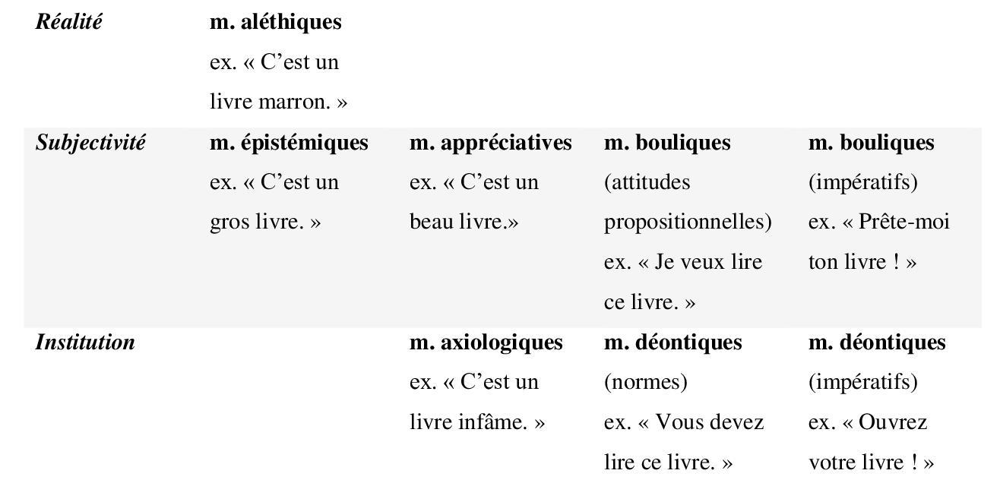 Réalité m. aléthiques
ex. « C’est un
livre marron. »
Subjectivité m. épistémiques m. appréciatives m. bouliques m. bouliques
ex. « C’est un ex. « C’est un (attitudes (impératifs)
gros livre. » beau livre.» propositionnelles) ex. « Prête-moi
ex. « Je veux lire ton livre ! »
ce livre. »
Institution m. axiologiques m. déontiques m. déontiques
ex. « C’est un (normes) (impératifs)
livre infâme. » ex. « Vous devez ex. « Ouvrez
lire ce livre. » votre livre ! »